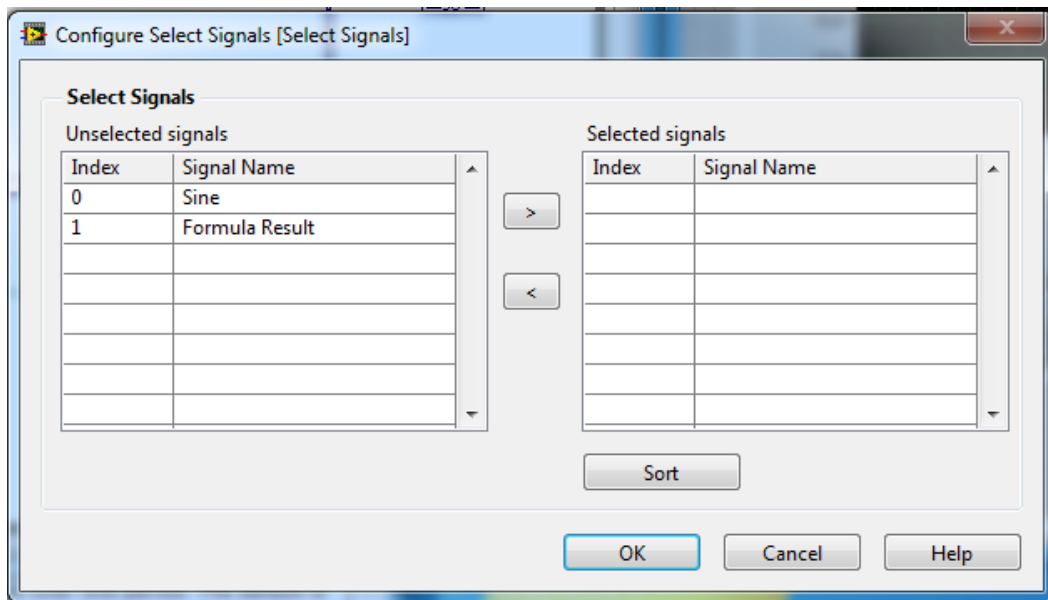 Configure Select Signals [Select Signals]
Select Signals
Unselected signals
Index Signal Name
0 Sine
1 Formula Result
>
<
Selected signals
Index Signal Name
Sort
OK Cancel Help